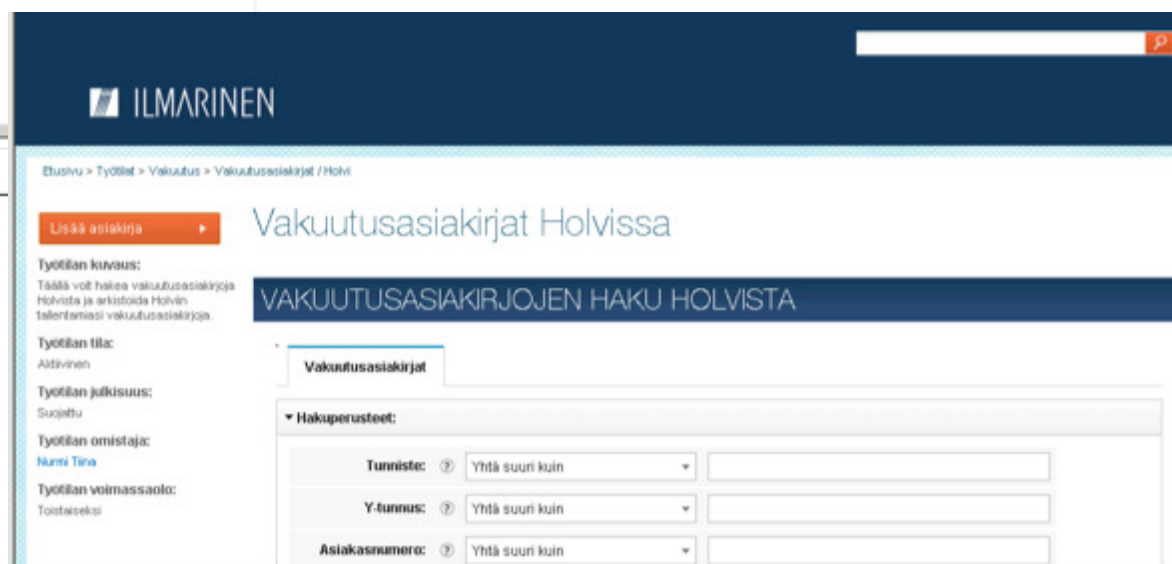 ILMARINEN
Etusivu » Työtilat » Vakuutus » Vakuutusasiakirjat / Holvi
Lisää asiakirja
Työtilan kuvaus:
Täällä voit hakea vakuutusasiakirjoja
Holvista ja arkistoida Holviin
tallentamiasi vakuutusasiakirjoja.
Työtilan tila:
Aktiivinen
Työtilan julkisuus:
Suojattu
Työtilan omistaja:
Nurmi Tiina
Työtilan voimassaolo:
Toistaiseksi
Vakuutusasiakirjat Holvissa
VAKUUTUSASIAKIRJOJEN HAKU HOLVISTA
Vakuutusasiakirjat
Hakuperusteet:
Tunniste: ? Yhtä suuri kuin
Y-tunnus: ? Yhtä suuri kuin
Asiakasnumero: ? Yhtä suuri kuin